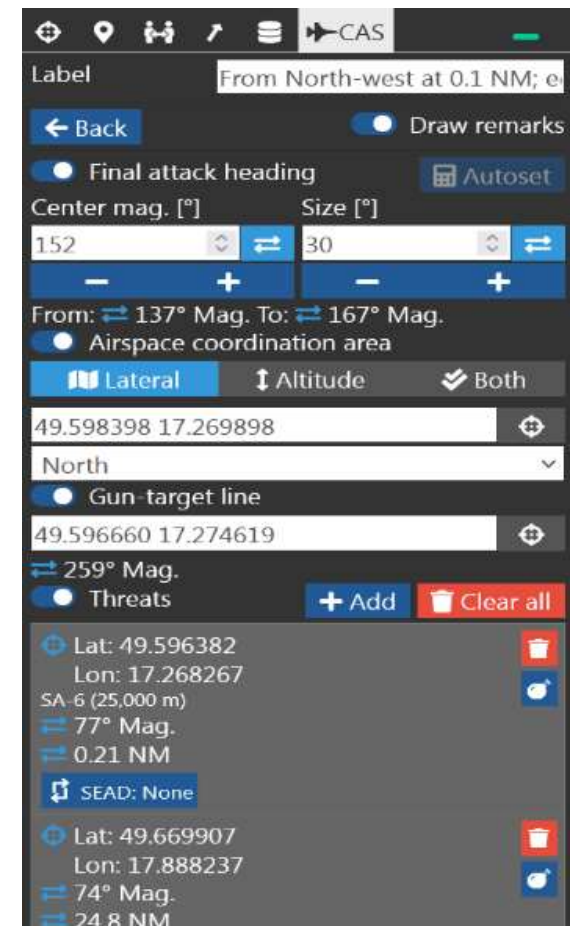 CAS
Label From North-west at 0.1 NM; e
Back Draw remarks
Final attack heading Autoset
Center mag. [°] Size [°]
152 30
− + − +
From: 137° Mag. To: 167° Mag.
Airspace coordination area
Lateral Altitude Both
49.598398 17.269898
North
Gun-target line
49.596660 17.274619
259° Mag.
Threats + Add Clear all
Lat: 49.596382
Lon: 17.268267
SA-6 (25,000 m)
77° Mag.
0.21 NM
SEAD: None
Lat: 49.669907
Lon: 17.888237
74° Mag.
24.8 NM